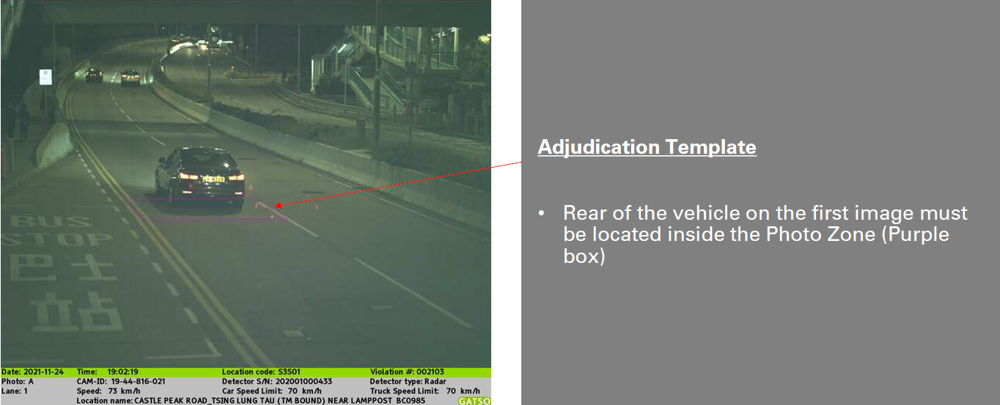 BUS
STOP
巴士
站
Date: 2021-11-24 Time: 19:02:19 Location code: S3S01 Violation #: 002103
Photo: A CAM-ID: 19-44-816-021 Detector S/N: 202001000433 Detector type: Radar
Lane: 1 Speed: 73 km/h Car Speed Limit: 70 km/h Truck Speed Limit: 70 km/h
Location name: CASTLE PEAK ROAD_TSING LUNG TAU (TM BOUND) NEAR LAMPPOST BC0985
GATSO
Adjudication Template
• Rear of the vehicle on the first image must
be located inside the Photo Zone (Purple
box)